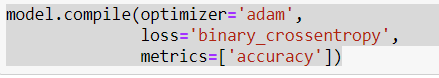 model.compile(optimizer='adam',
              loss='binary_crossentropy',
              metrics=['accuracy'])